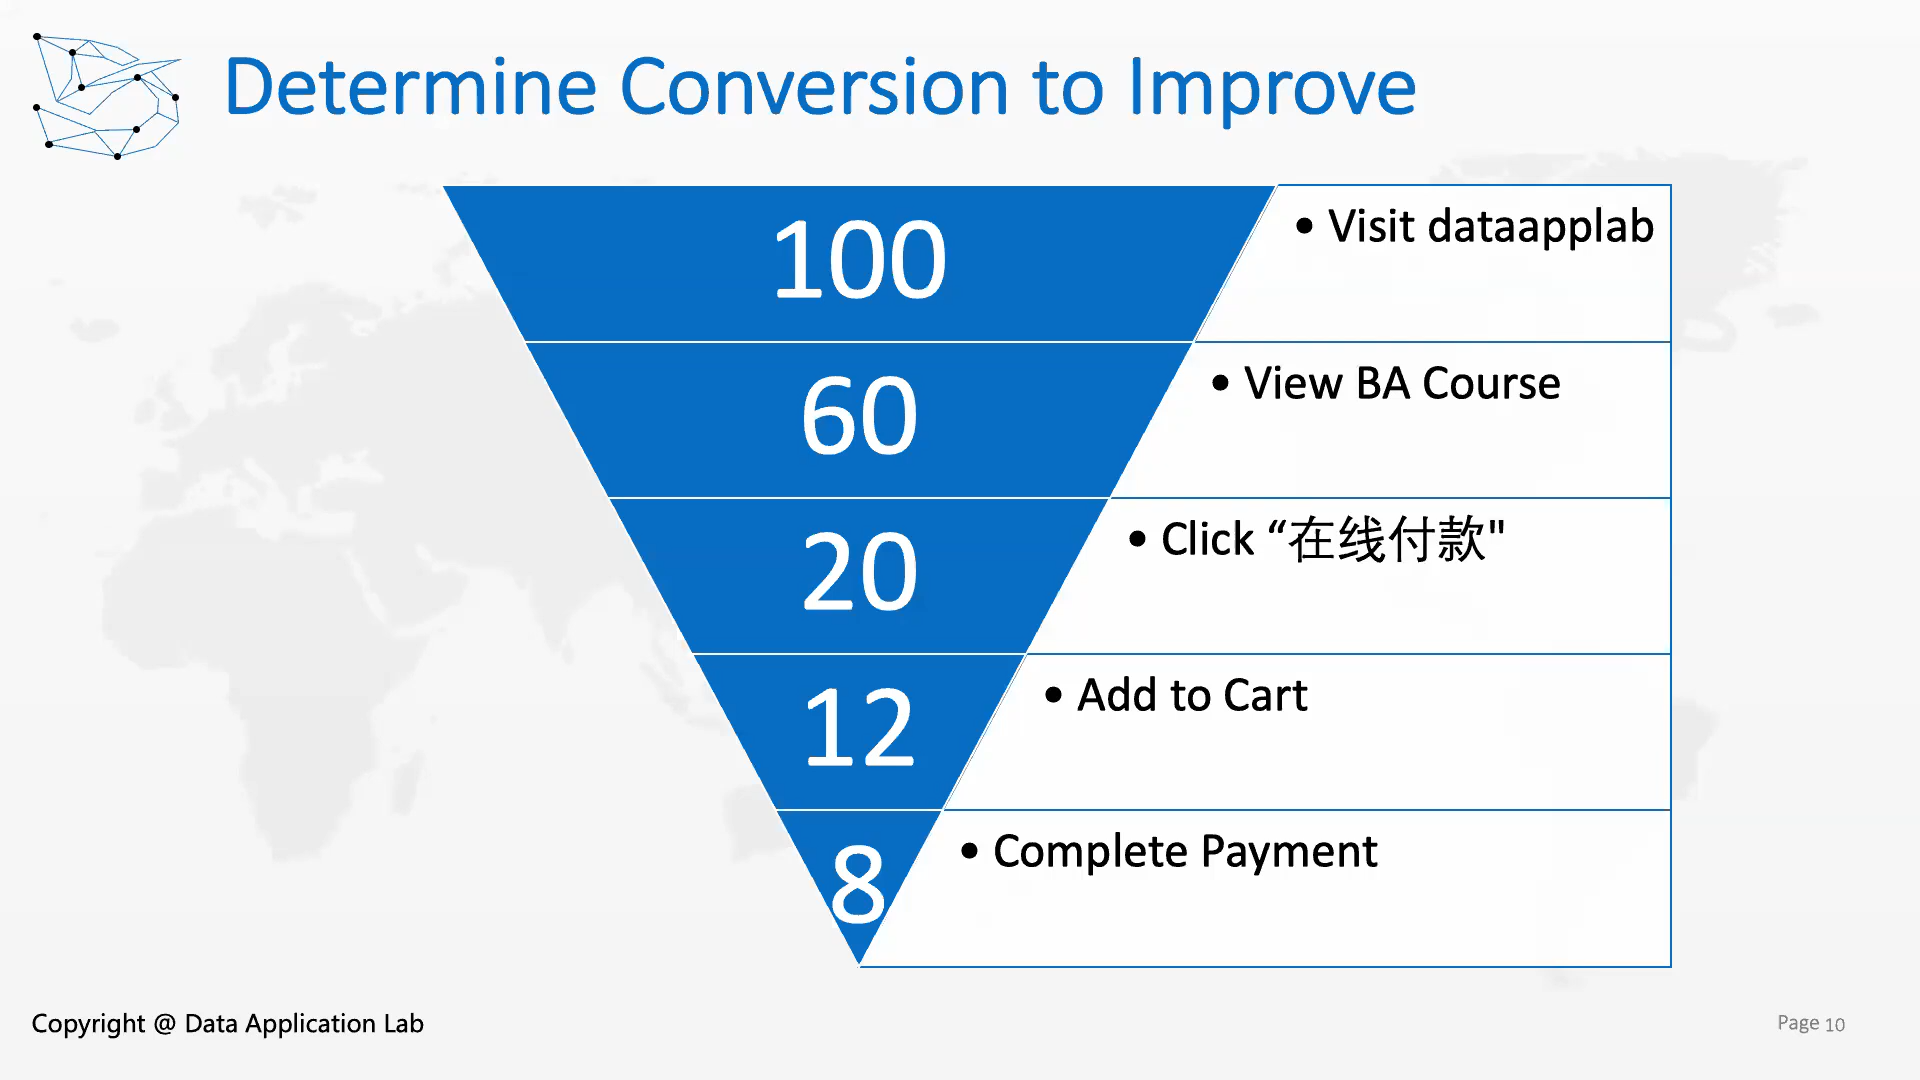 Determine Conversion to Improve
100
• Visit dataapplab
60
• View BA Course
20
• Click “在线付款"
12
• Add to Cart
8
• Complete Payment
Copyright @ Data Application Lab
Page 10